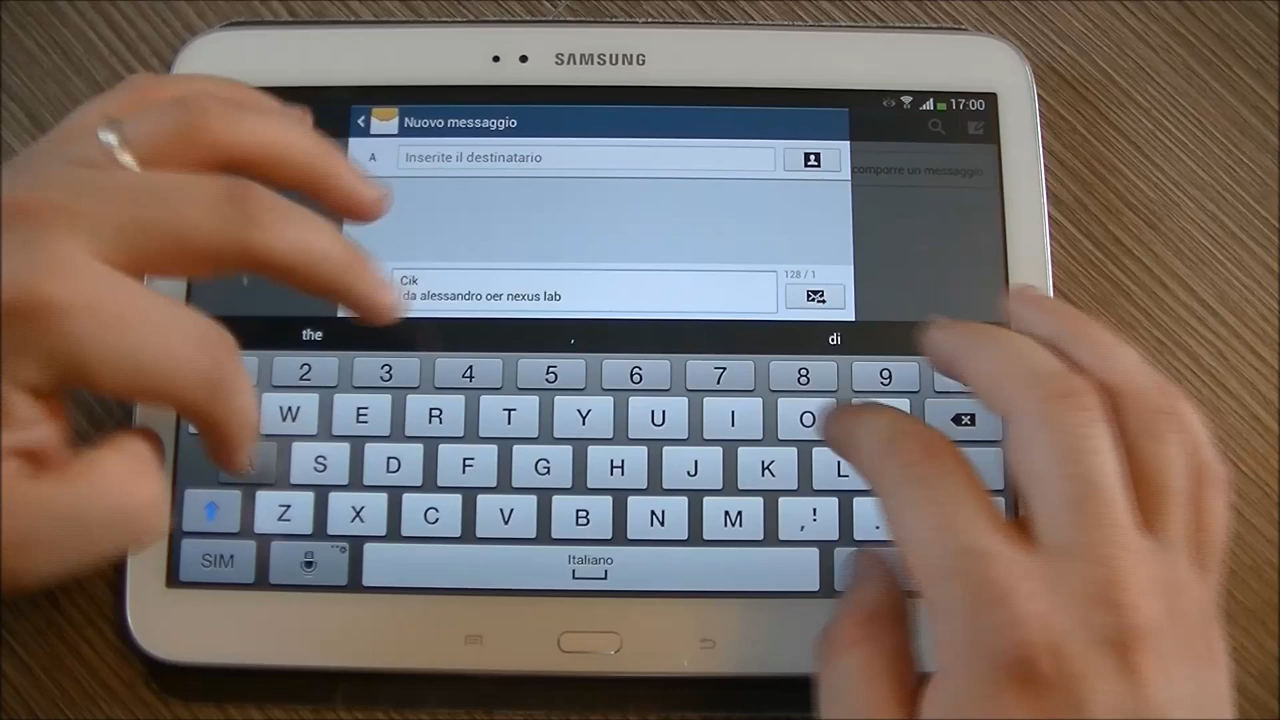 SAMSUNG
17:00
Nuovo messaggio
A
Inserite il destinatario
comporre un messaggio
128 / 1
Cik
da alessandro oer nexus lab
the , di
2 3 4 5 6 7 8 9
W E R T Y U I O
S D F G H J K L
Z X C V B N M ,! .
SIM
Italiano